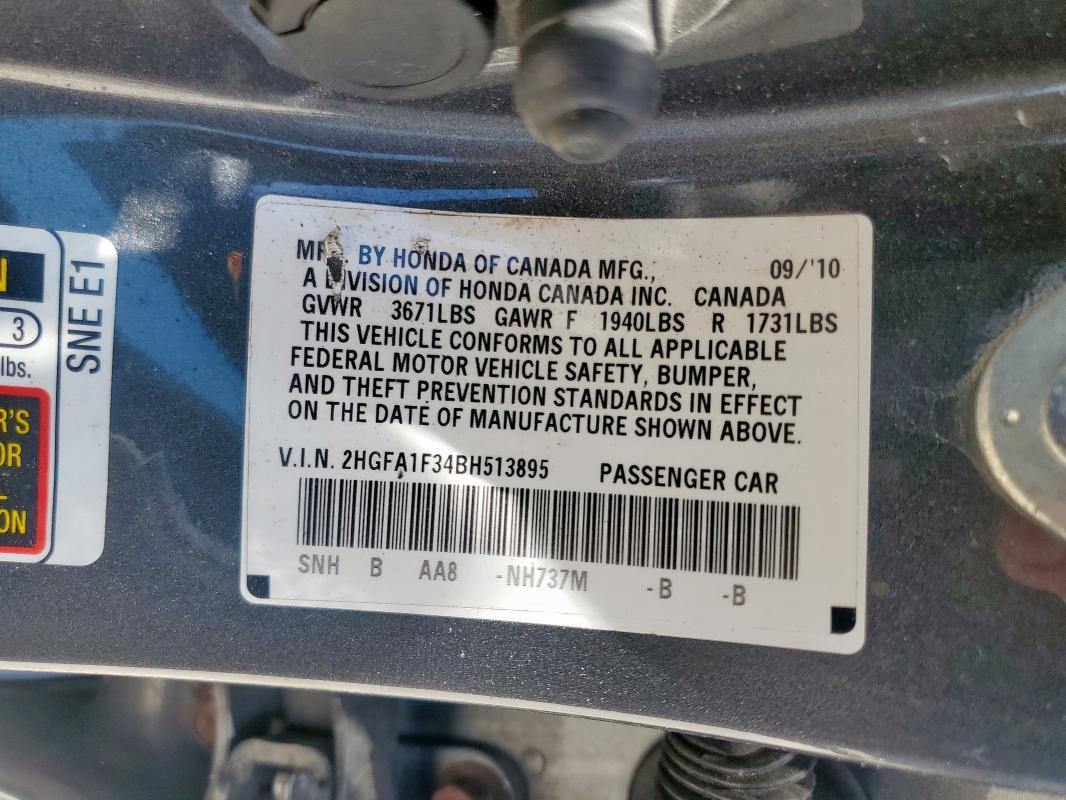 MFG. BY HONDA OF CANADA MFG., 09/'10
A DIVISION OF HONDA CANADA INC. CANADA
GVWR 3671LBS GAWR F 1940LBS R 1731LBS
THIS VEHICLE CONFORMS TO ALL APPLICABLE
FEDERAL MOTOR VEHICLE SAFETY, BUMPER,
AND THEFT PREVENTION STANDARDS IN EFFECT
ON THE DATE OF MANUFACTURE SHOWN ABOVE.
V.I.N. 2HGFA1F34BH513895 PASSENGER CAR
SNH B AA8 -NH737M -B -B
SNE E1
3
lbs.